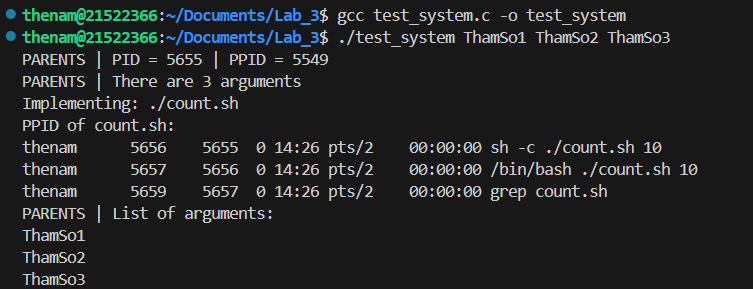 thenam@21522366:~/Documents/Lab_3$ gcc test_system.c -o test_system
thenam@21522366:~/Documents/Lab_3$ ./test_system ThamSo1 ThamSo2 ThamSo3
PARENTS | PID = 5655 | PPID = 5549
PARENTS | There are 3 arguments
Implementing: ./count.sh
PPID of count.sh:
thenam      5656    5655  0 14:26 pts/2    00:00:00 sh -c ./count.sh 10
thenam      5657    5656  0 14:26 pts/2    00:00:00 /bin/bash ./count.sh 10
thenam      5659    5657  0 14:26 pts/2    00:00:00 grep count.sh
PARENTS | List of arguments:
ThamSo1
ThamSo2
ThamSo3